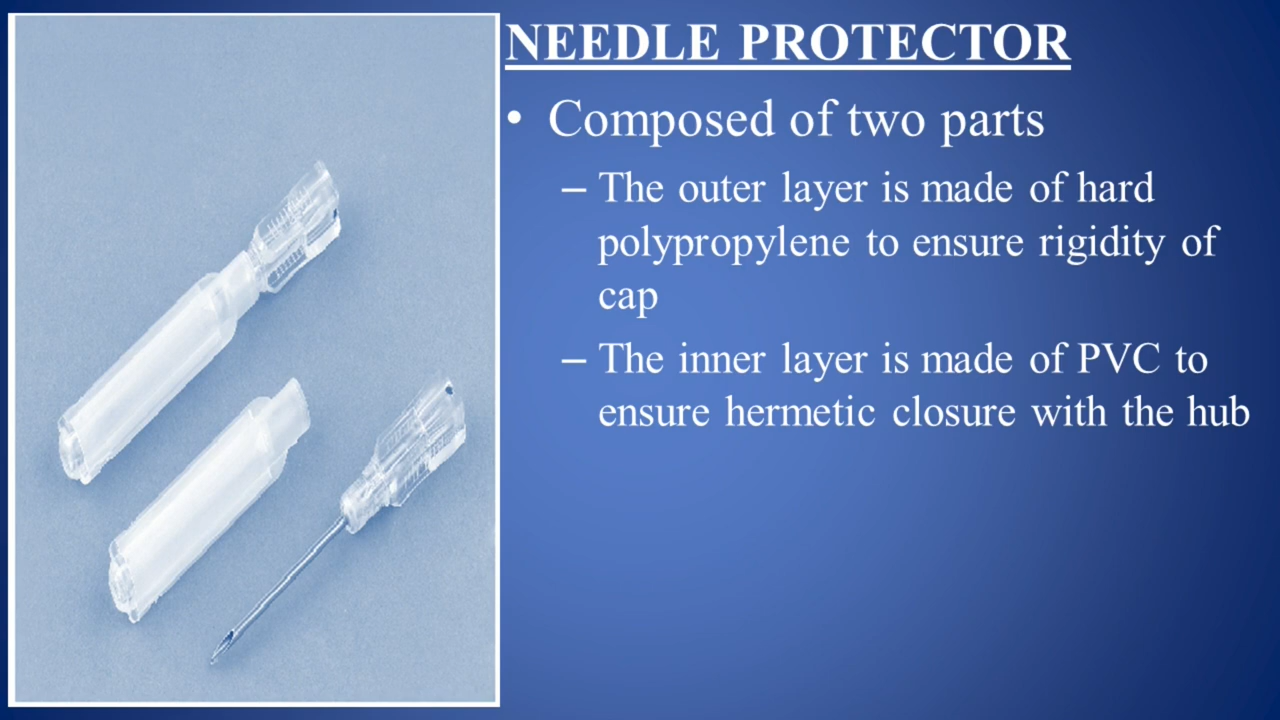 NEEDLE PROTECTOR
• Composed of two parts
– The outer layer is made of hard
polypropylene to ensure rigidity of
cap
– The inner layer is made of PVC to
ensure hermetic closure with the hub